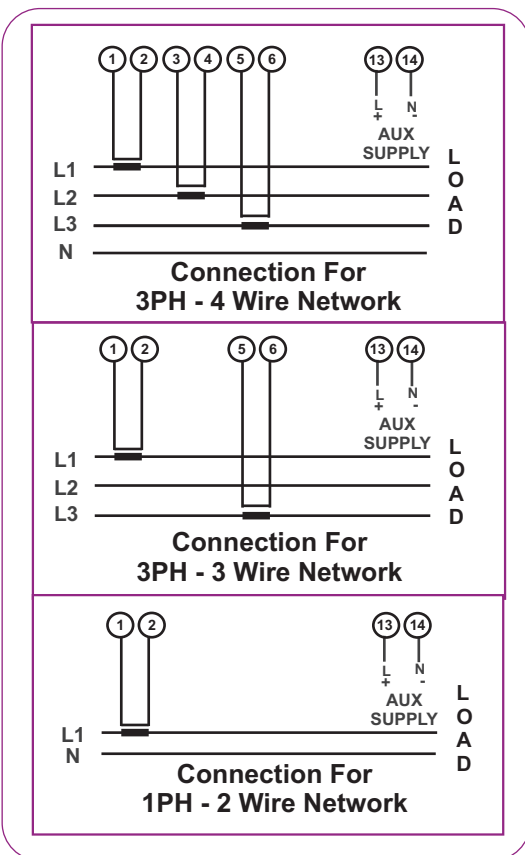 1 2 3 4 5 6 13 14
L N
+ -
AUX
SUPPLY
L1
L2
L3
N
L
O
A
D
Connection For
3PH - 4 Wire Network
1 2 5 6 13 14
L N
+ -
AUX
SUPPLY
L1
L2
L3
L
O
A
D
Connection For
3PH - 3 Wire Network
1 2 13 14
L N
+ -
AUX
SUPPLY
L1
N
L
O
A
D
Connection For
1PH - 2 Wire Network